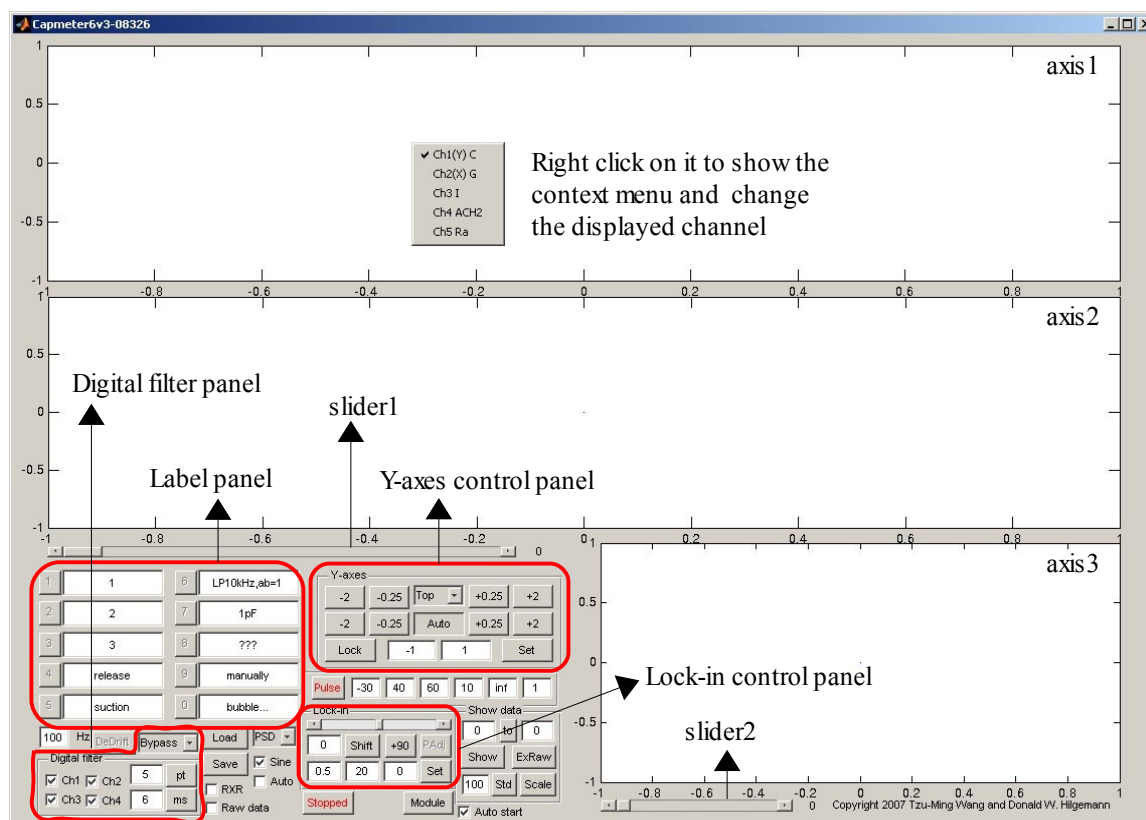 Capmeter6v3-08326
1
0.5
0
-0.5
-1
axis1
✔ Ch1(Y) C
Ch2(X) G
Ch3 I
Ch4 ACH2
Ch5 Ra
Right click on it to show the
context menu and change
the displayed channel
-1 -0.8 -0.6 -0.4 -0.2 0 0.2 0.4 0.6 0.8 1
1
0.5
0
-0.5
-1
axis2
Digital filter panel
slider1
Label panel
Y-axes control panel
-1 -0.8 -0.6 -0.4 -0.2
0
1 1 6 LP10kHz,ab=1
2 2 7 1pF
3 3 8 ???
4 release 9 manually
5 suction 0 bubble...
Y-axes
-2 -0.25 Top +0.25 +2
-2 -0.25 Auto +0.25 +2
Lock -1 1 Set
Pulse -30 40 60 10 inf 1
100 Hz DeDrift Bypass Load PSD
Digital filter
Ch1 Ch2 5 pt
Ch3 Ch4 6 ms
Save Sine
Auto
RXR
Raw data
Lock-in
0 Shift +90 PAdj
0.5 20 0 Set
Stopped Module
Show data
0 to 0
Show ExRaw
100 Std Scale
Auto start
1
0.5
0
-0.5
-1
axis3
Lock-in control panel
slider2
-1 -0.8 -0.6 -0.4 -0.2 0 0.2 0.4 0.6 0.8 1
0
Copyright 2007 Tzu-Ming Wang and Donald W. Hilgemann